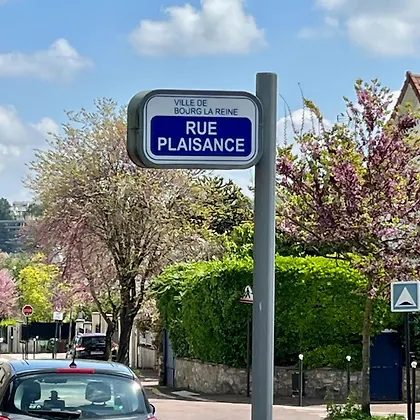 VILLE DE
BOURG LA REINE
RUE
PLAISANCE